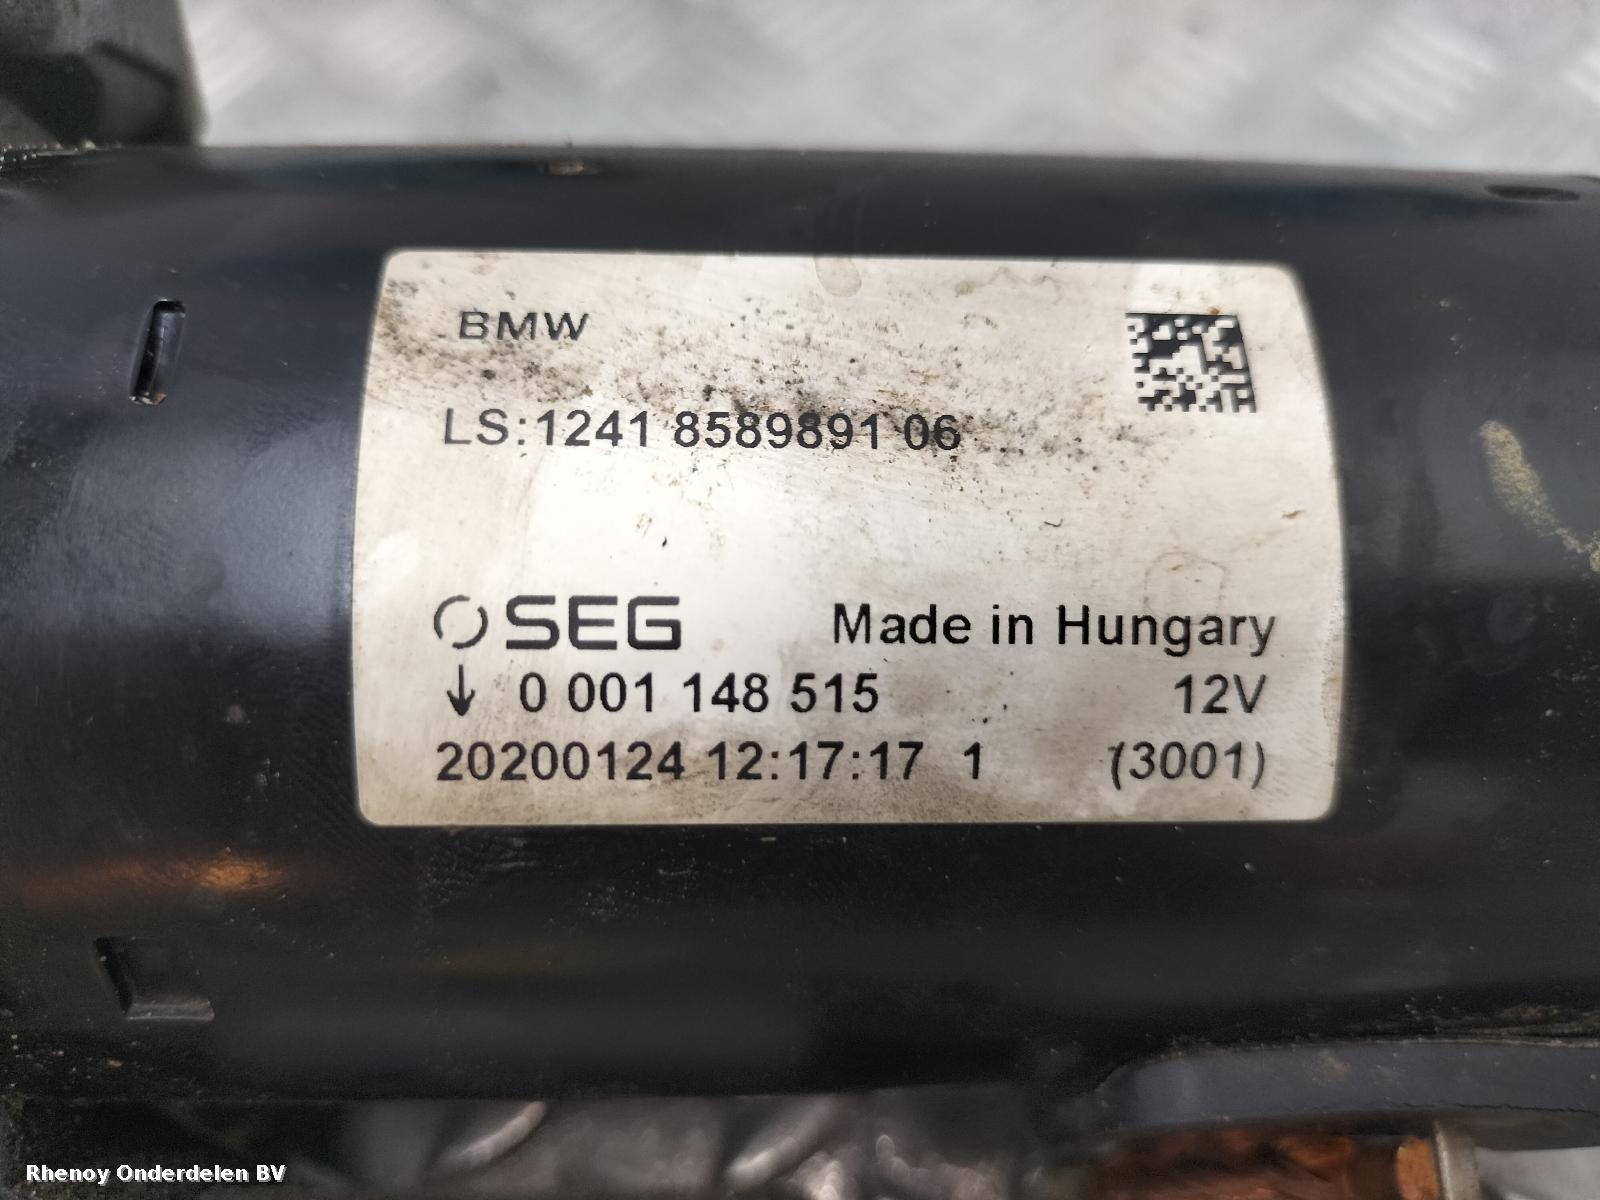 BMW
LS:1241 8589891 06
SEG Made in Hungary
↓ 0 001 148 515 12V
20200124 12:17:17 1 (3001)
Rhenoy Onderdelen BV